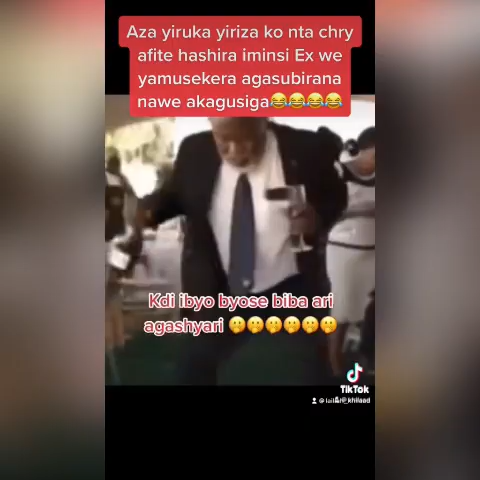 Aza yiruka yiriza ko nta chry
afite hashira iminsi Ex we
yamusekera agasubirana
nawe akagusiga😂😂😂😂
Kdi ibyo byose biba ari
agashyari 🤭🤭🤭🤭🤭🤭
TikTok